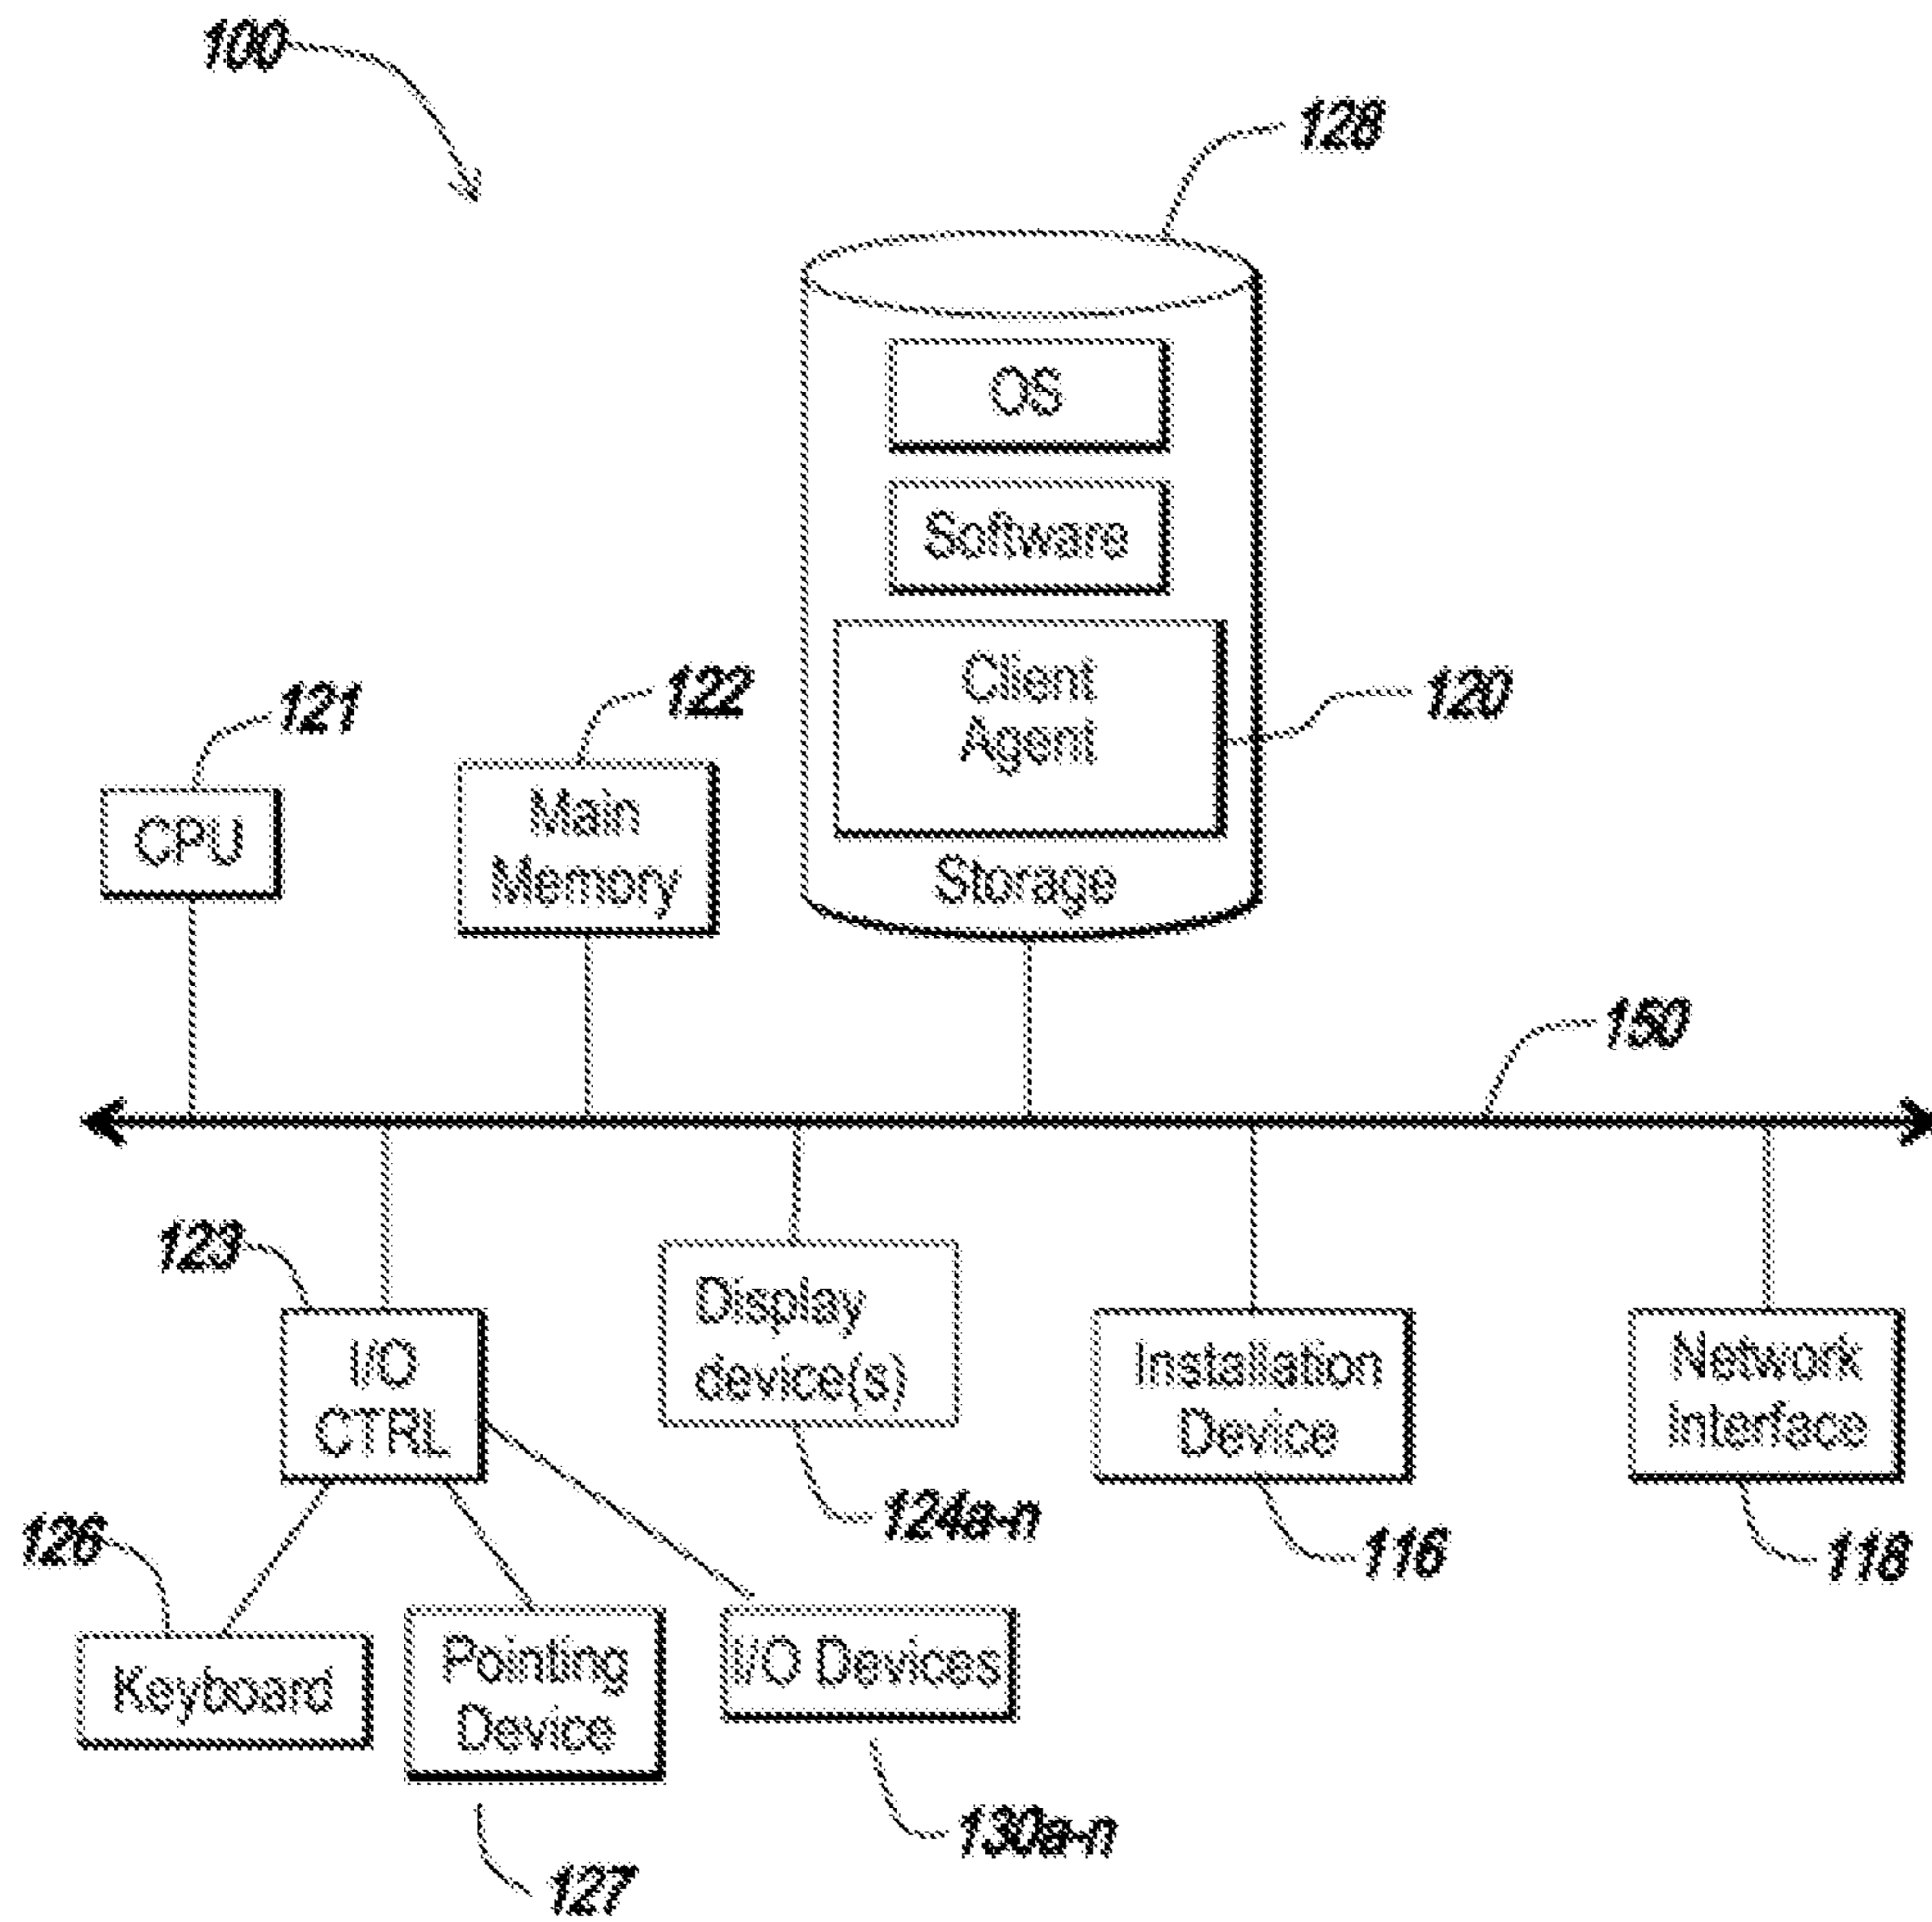 100
128
OS
Software
Client
Agent
120
Storage
121
CPU
122
Main
Memory
150
123
I/O
CTRL
Display
device(s)
124a-n
Installation
Device
116
Network
Interface
118
126
Keyboard
Pointing
Device
127
I/O Devices
130a-n